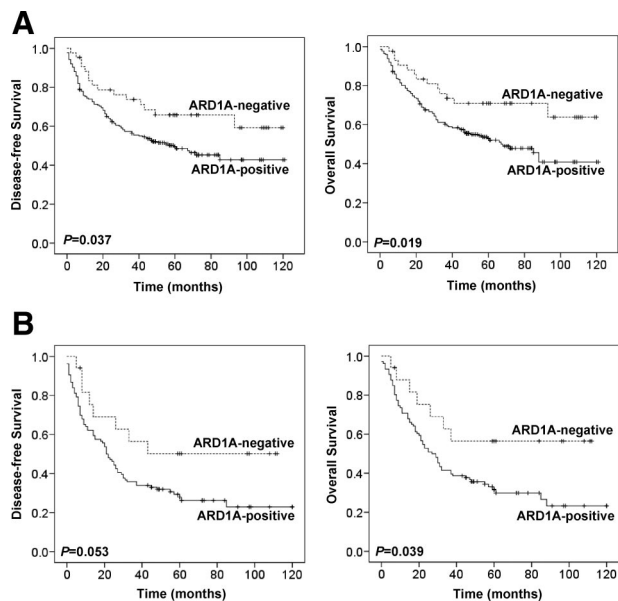 A
Disease-free Survival
1.0
0.8
0.6
0.4
0.2
0.0
ARD1A-negative
ARD1A-positive
P=0.037
0 20 40 60 80 100 120
Time (months)
Overall Survival
1.0
0.8
0.6
0.4
0.2
0.0
ARD1A-negative
ARD1A-positive
P=0.019
0 20 40 60 80 100 120
Time (months)
B
Disease-free Survival
1.0
0.8
0.6
0.4
0.2
0.0
ARD1A-negative
ARD1A-positive
P=0.053
0 20 40 60 80 100 120
Time (months)
Overall Survival
1.0
0.8
0.6
0.4
0.2
0.0
ARD1A-negative
ARD1A-positive
P=0.039
0 20 40 60 80 100 120
Time (months)